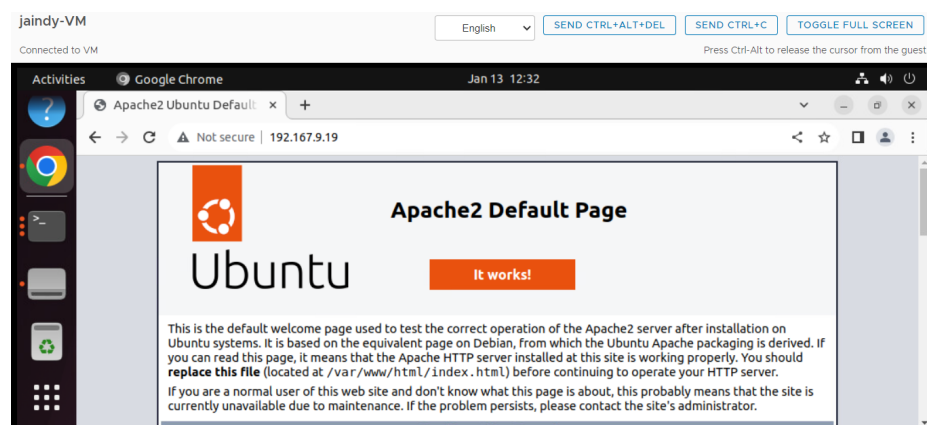 jaindy-VM
English
SEND CTRL+ALT+DEL
SEND CTRL+C
TOGGLE FULL SCREEN
Connected to VM
Press Ctrl-Alt to release the cursor from the guest
Activities
Google Chrome
Jan 13 12:32
Apache2 Ubuntu Default
Not secure | 192.167.9.19
Apache2 Default Page
Ubuntu
It works!
This is the default welcome page used to test the correct operation of the Apache2 server after installation on
Ubuntu systems. It is based on the equivalent page on Debian, from which the Ubuntu Apache packaging is derived. If
you can read this page, it means that the Apache HTTP server installed at this site is working properly. You should
replace this file (located at /var/www/html/index.html) before continuing to operate your HTTP server.
If you are a normal user of this web site and don't know what this page is about, this probably means that the site is
currently unavailable due to maintenance. If the problem persists, please contact the site's administrator.